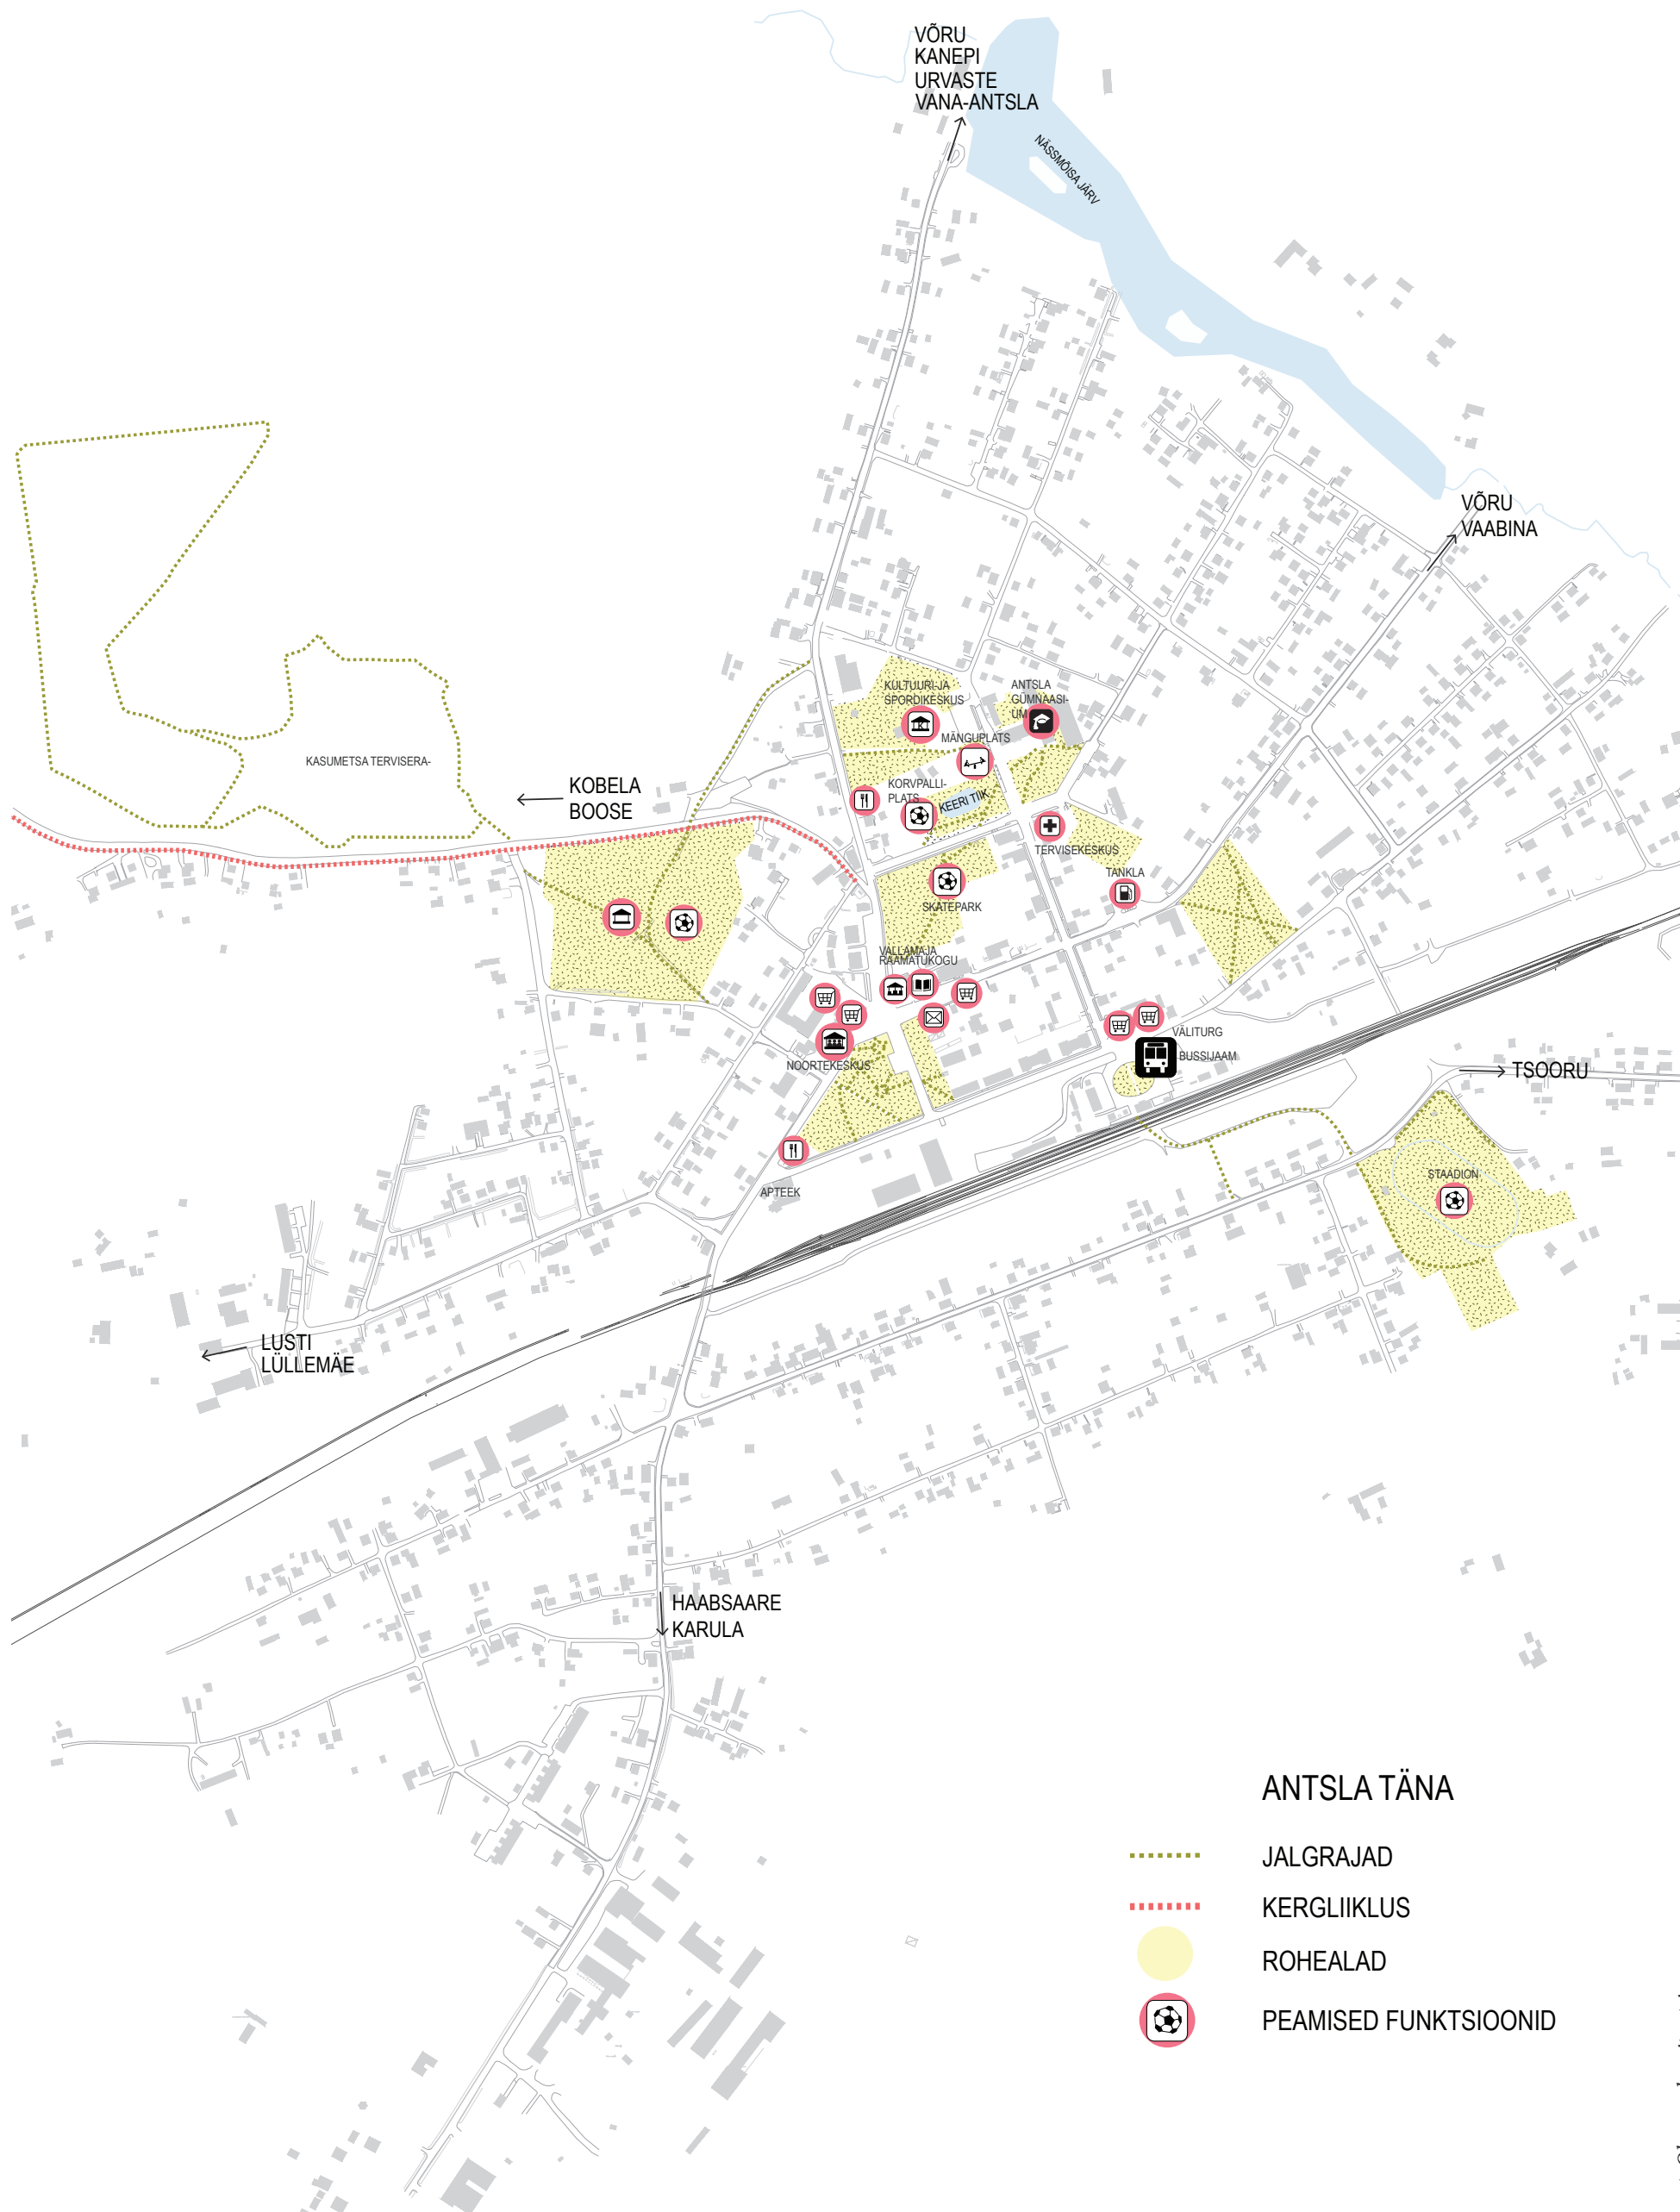 VÕRU
KANEPI
URVASTE
VANA-ANTSLA
NÄSSMÕISA JÄRV
VÕRU
VAABINA
KULTUURI-JA
SPORDIKESKUS
ANTSLA
GÜMNAASI-
UM
MÄNGUPLATS
KASUMETSA TERVISERA-
KOBELA
BOOSE
KORVPALLI-
PLATS
KEERI TIIK
TERVISEKESKUS
TANKLA
SKATEPARK
VALLAMAJA
RAAMATUKOGU
VÄLITURG
BUSSIJAAM
NOORTEKESKUS
TSOORU
STAADION
APTEEK
LUSTI
LÜLLEMÄE
HAABSAARE
KARULA
ANTSLA TÄNA
JALGRAJAD
KERGLIIKLUS
ROHEALAD
PEAMISED FUNKTSIOONID